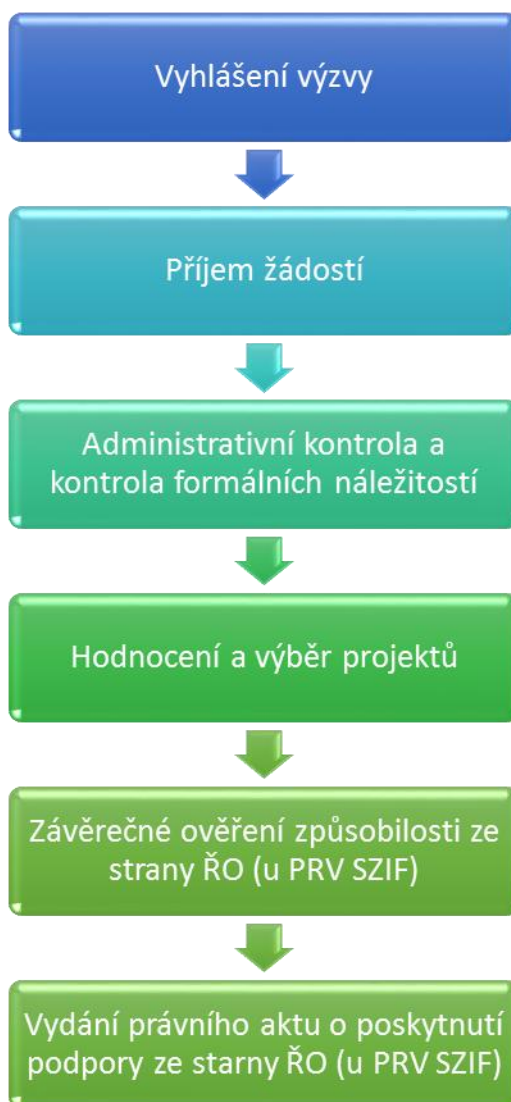 Vyhlášení výzvy
Příjem žádostí
Administrativní kontrola a
kontrola formálních náležitostí
Hodnocení a výběr projektů
Závěrečné ověření způsobilosti ze
strany ŘO (u PRV SZIF)
Vydání právního aktu o poskytnutí
podpory ze starny ŘO (u PRV SZIF)